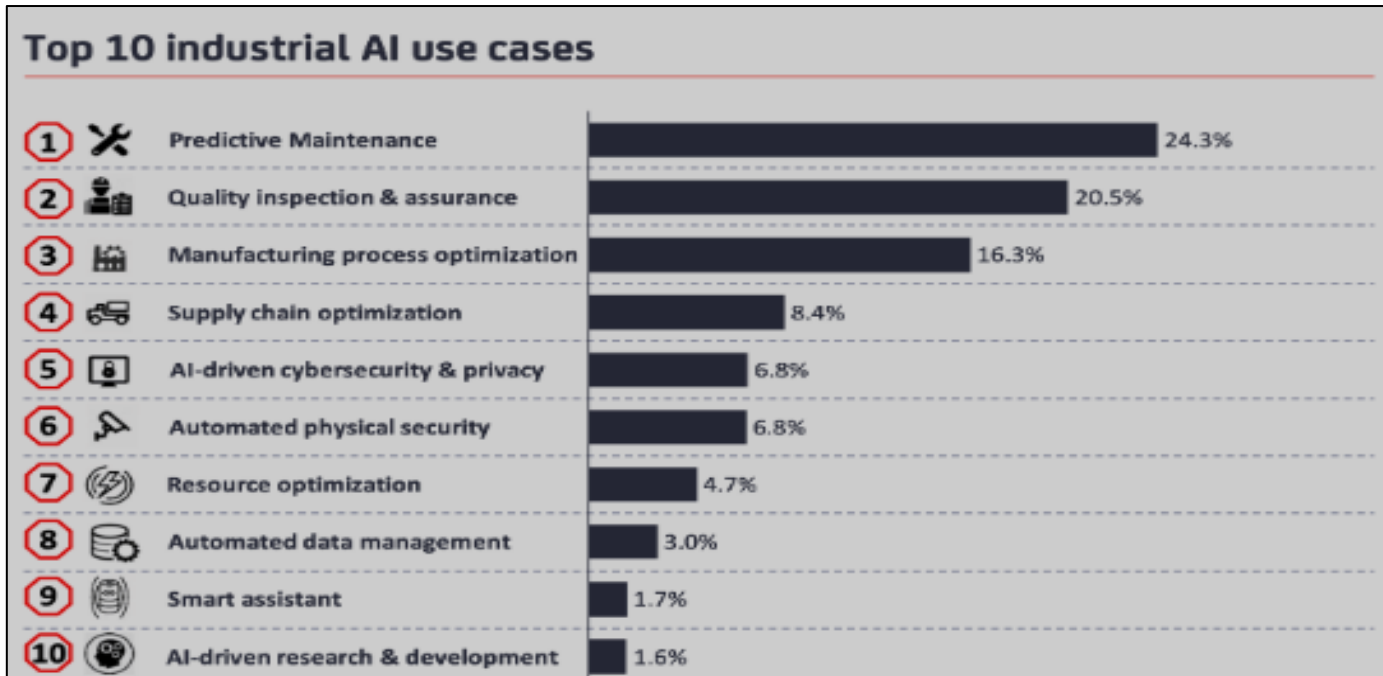 Top 10 industrial AI use cases
1 Predictive Maintenance 24.3%
2 Quality inspection & assurance 20.5%
3 Manufacturing process optimization 16.3%
4 Supply chain optimization 8.4%
5 AI-driven cybersecurity & privacy 6.8%
6 Automated physical security 6.8%
7 Resource optimization 4.7%
8 Automated data management 3.0%
9 Smart assistant 1.7%
10 AI-driven research & development 1.6%